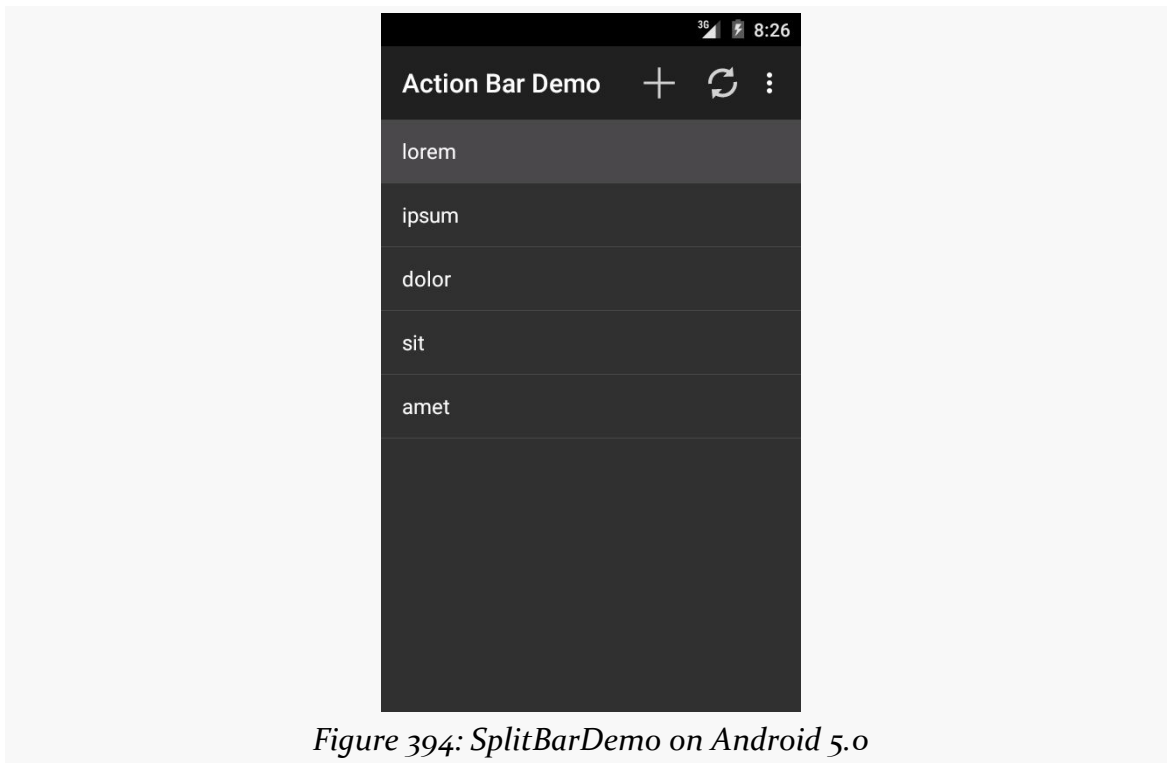 3G 8:26
Action Bar Demo
lorem
ipsum
dolor
sit
amet
Figure 394: SplitBarDemo on Android 5.0